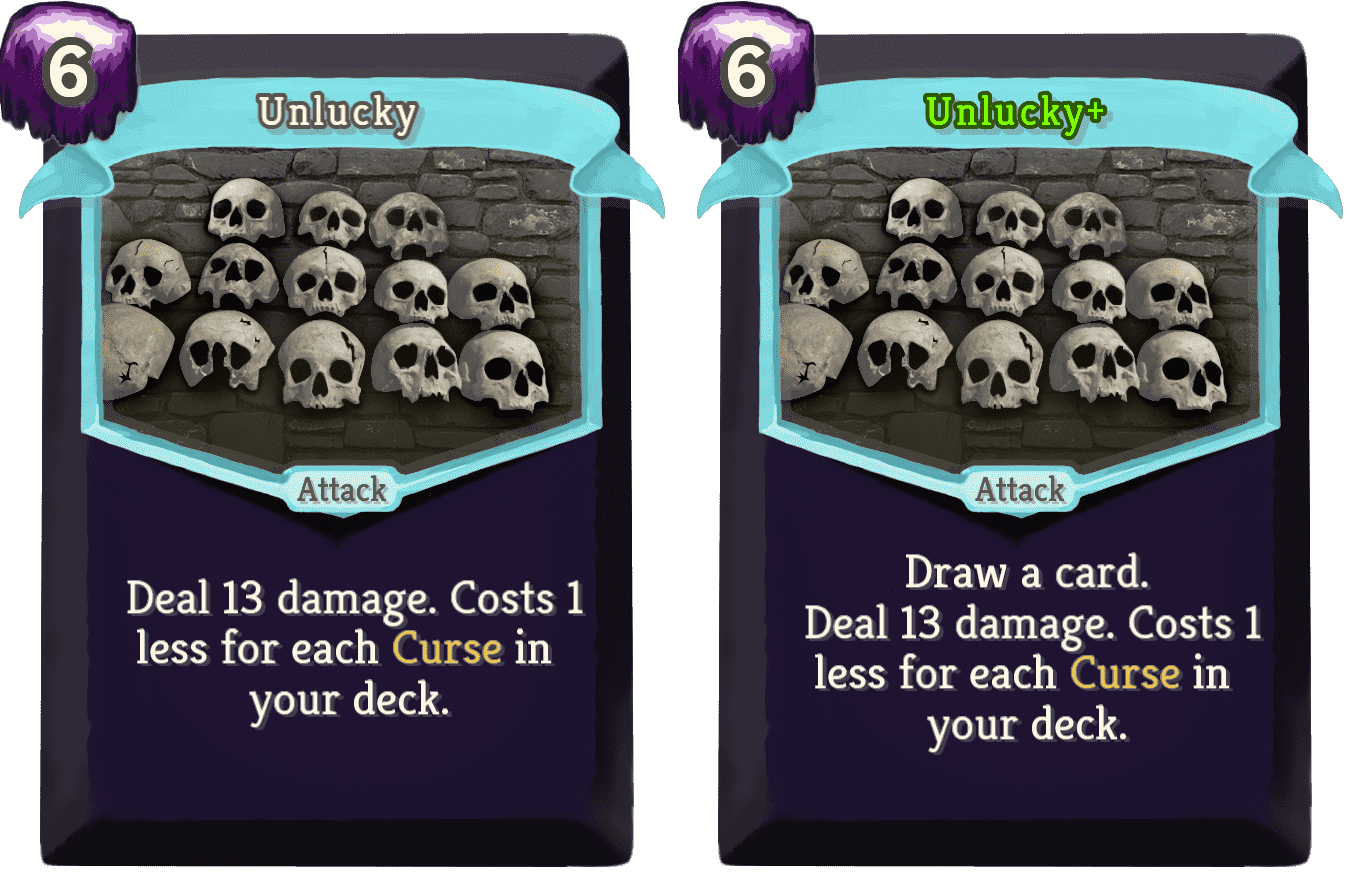 6
Unlucky
Attack
Deal 13 damage. Costs 1
less for each Curse in
your deck.
6
Unlucky+
Attack
Draw a card.
Deal 13 damage. Costs 1
less for each Curse in
your deck.